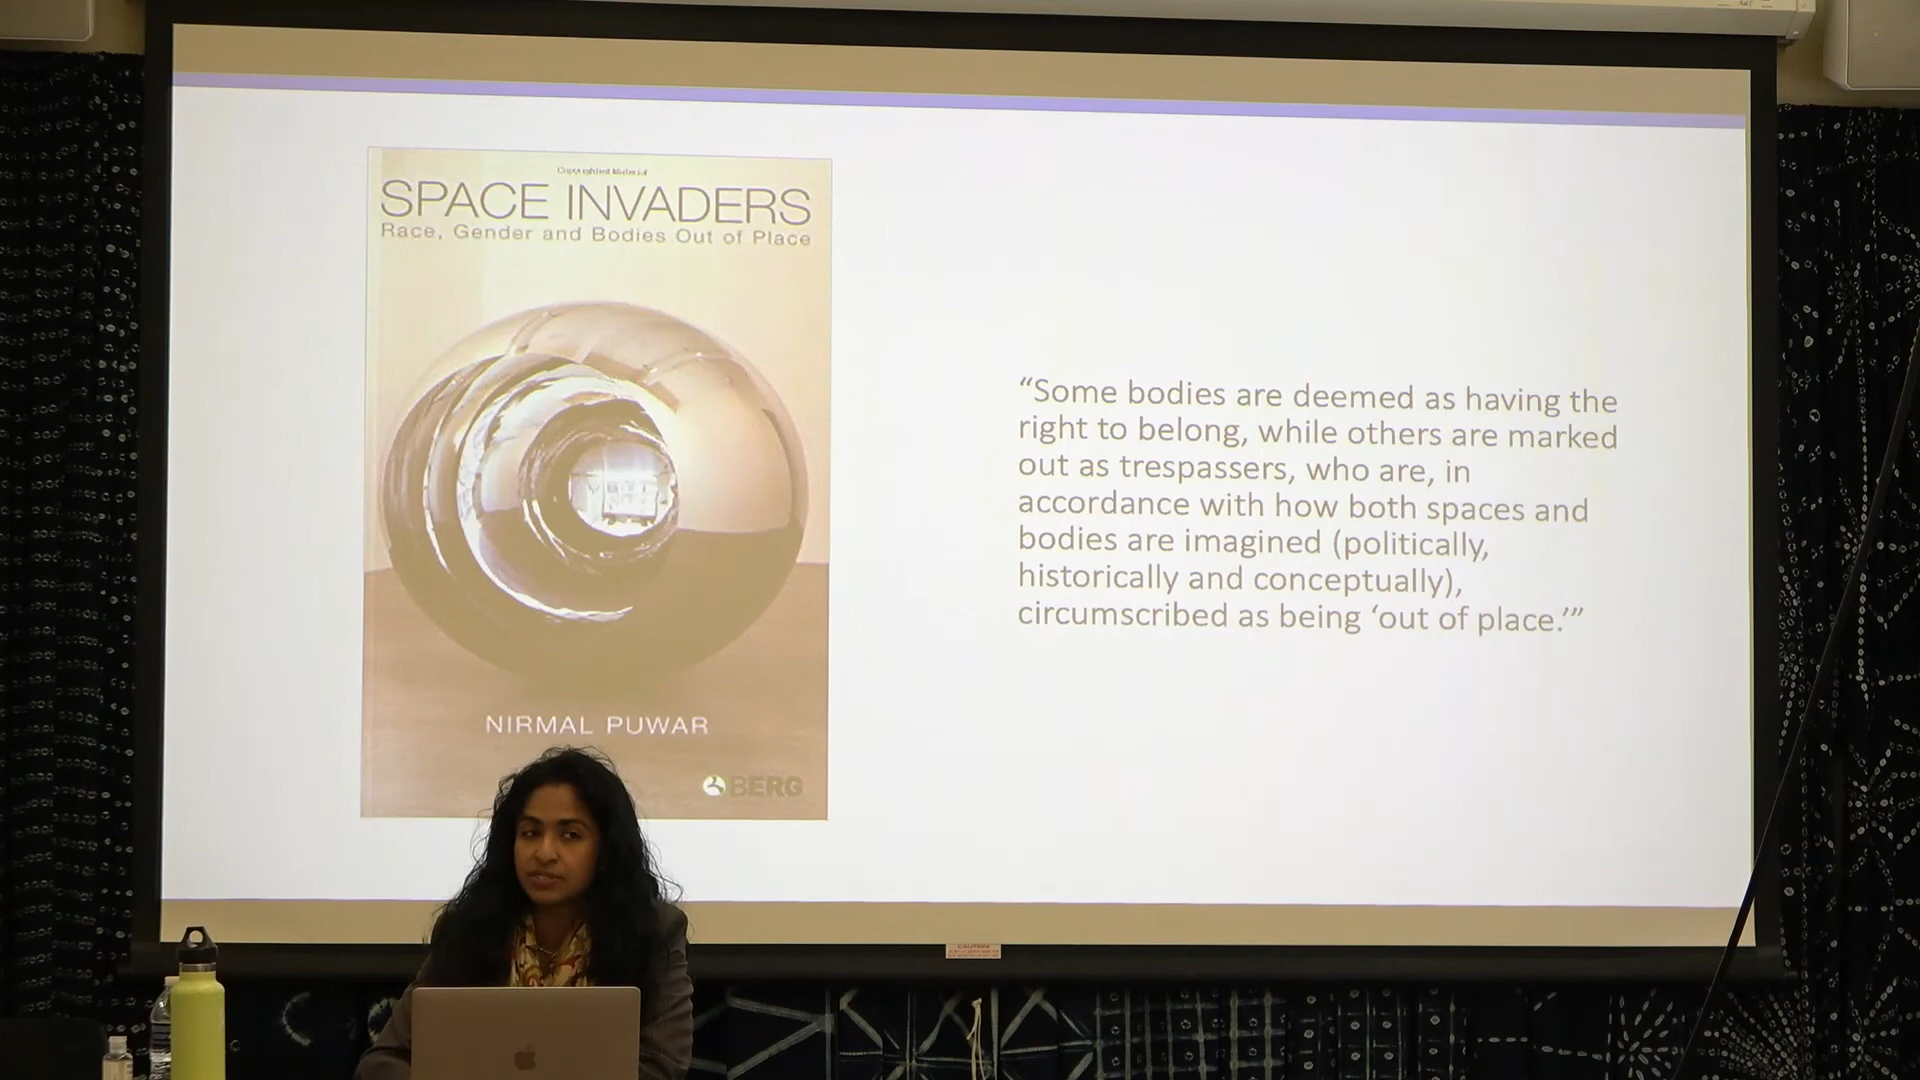 Copyrighted Material
SPACE INVADERS
Race, Gender and Bodies Out of Place
NIRMAL PUWAR
BERG
“Some bodies are deemed as having the
right to belong, while others are marked
out as trespassers, who are, in
accordance with how both spaces and
bodies are imagined (politically,
historically and conceptually),
circumscribed as being ‘out of place.’”
CAUTION